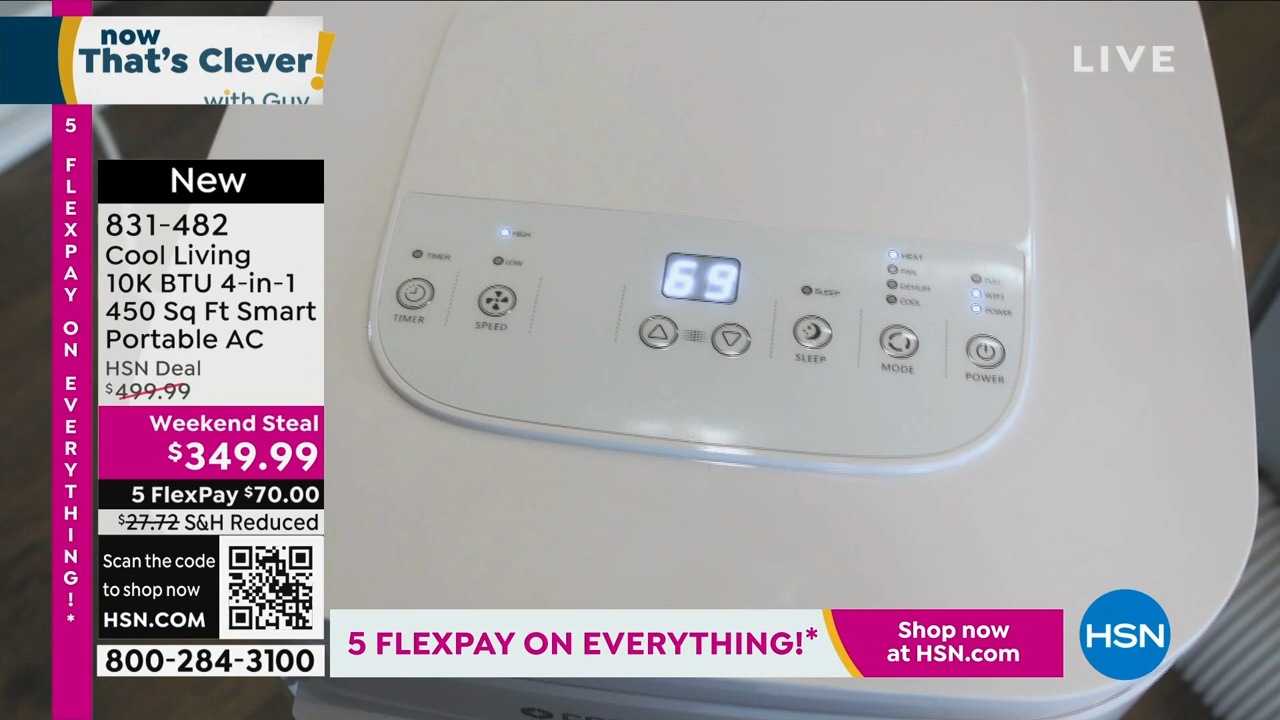 now
That's Clever!
with Guy
LIVE
5 FLEXPAY ON EVERYTHING!*
New
831-482
Cool Living
10K BTU 4-in-1
450 Sq Ft Smart
Portable AC
HSN Deal
$499.99
Weekend Steal
$349.99
5 FlexPay $70.00
$27.72 S&H Reduced
Scan the code
to shop now
HSN.COM
800-284-3100
TIMER
HIGH
LOW
TIMER
SPEED
69
SLEEP
SLEEP
HEAT
FAN
DEHUM
COOL
MODE
FULL
WIFI
POWER
POWER
5 FLEXPAY ON EVERYTHING!*
Shop now
at HSN.com
HSN